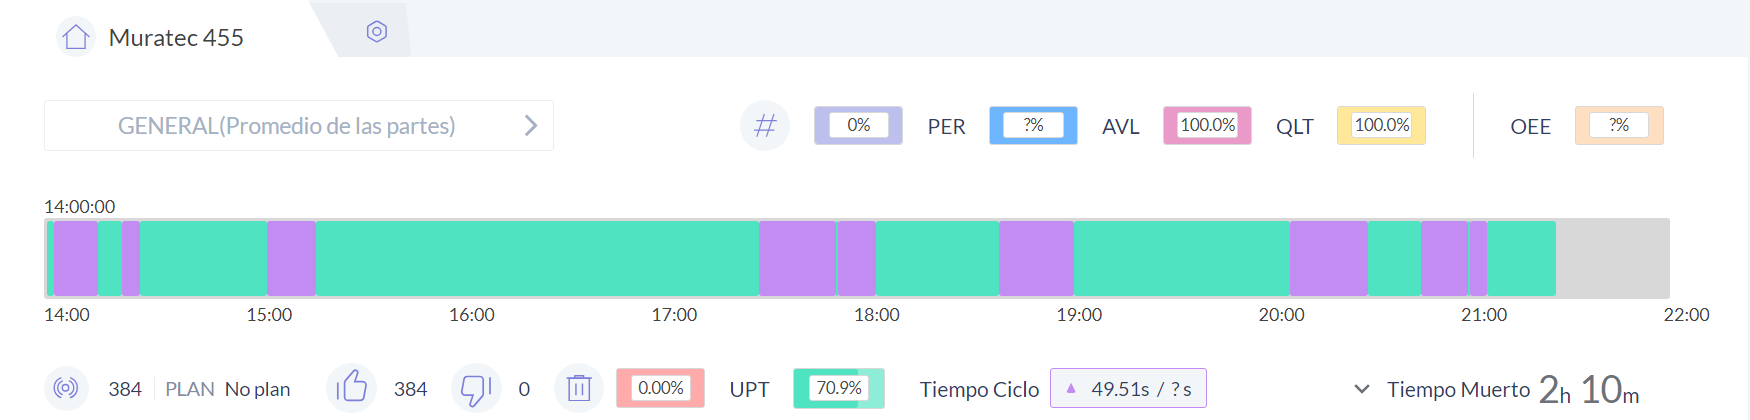 Muratec 455
GENERAL(Promedio de las partes)
# 0% PER ?% AVL 100.0% QLT 100.0% OEE ?%
14:00:00
14:00 15:00 16:00 17:00 18:00 19:00 20:00 21:00 22:00
384 PLAN No plan 384 0 0.00% UPT 70.9% Tiempo Ciclo 49.51s / ? s Tiempo Muerto 2h 10m